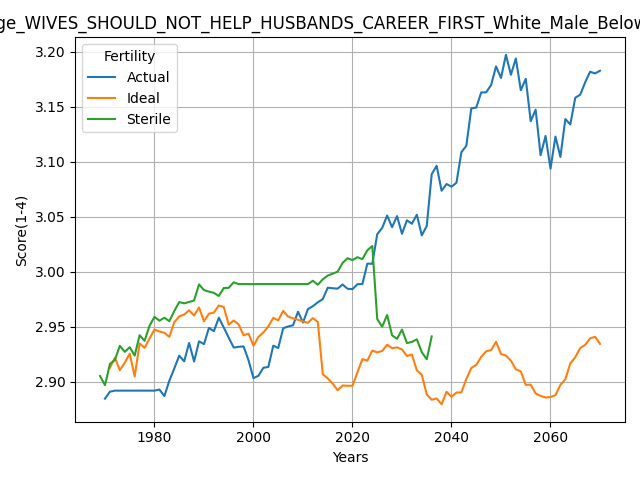 ge_WIVES_SHOULD_NOT_HELP_HUSBANDS_CAREER_FIRST_White_Male_Below
Fertility
Actual
Ideal
Sterile
Score(1-4)
3.20
3.15
3.10
3.05
3.00
2.95
2.90
1980 2000 2020 2040 2060
Years